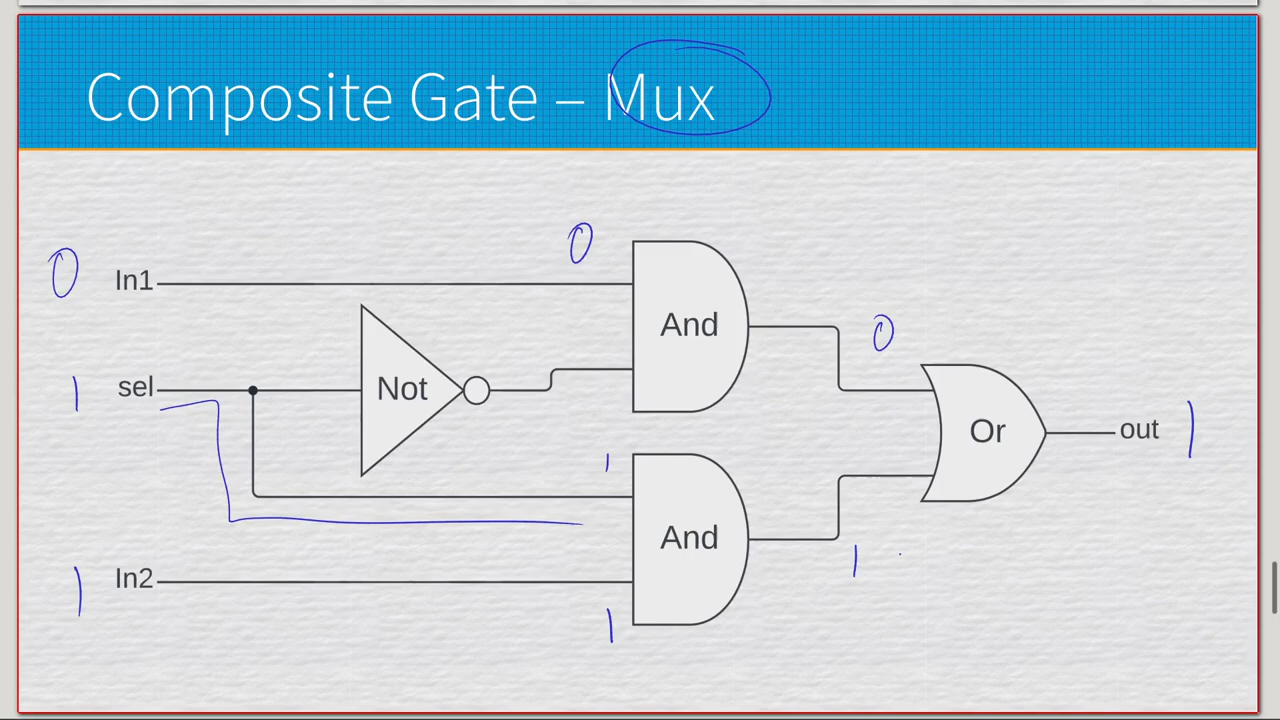 Composite Gate – Mux
0
0
In1
And
0
1
sel
Not
Or
out
1
1
And
1
1
In2
1